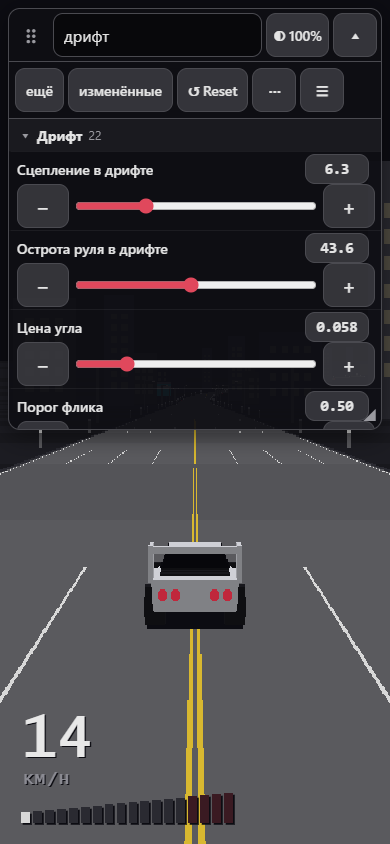 дрифт
100%
ещё
изменённые
↺ Reset
---
Дрифт 22
Сцепление в дрифте
6.3
− +
Острота руля в дрифте
43.6
− +
Цена угла
0.058
− +
Порог флика
0.50
14
KM/H